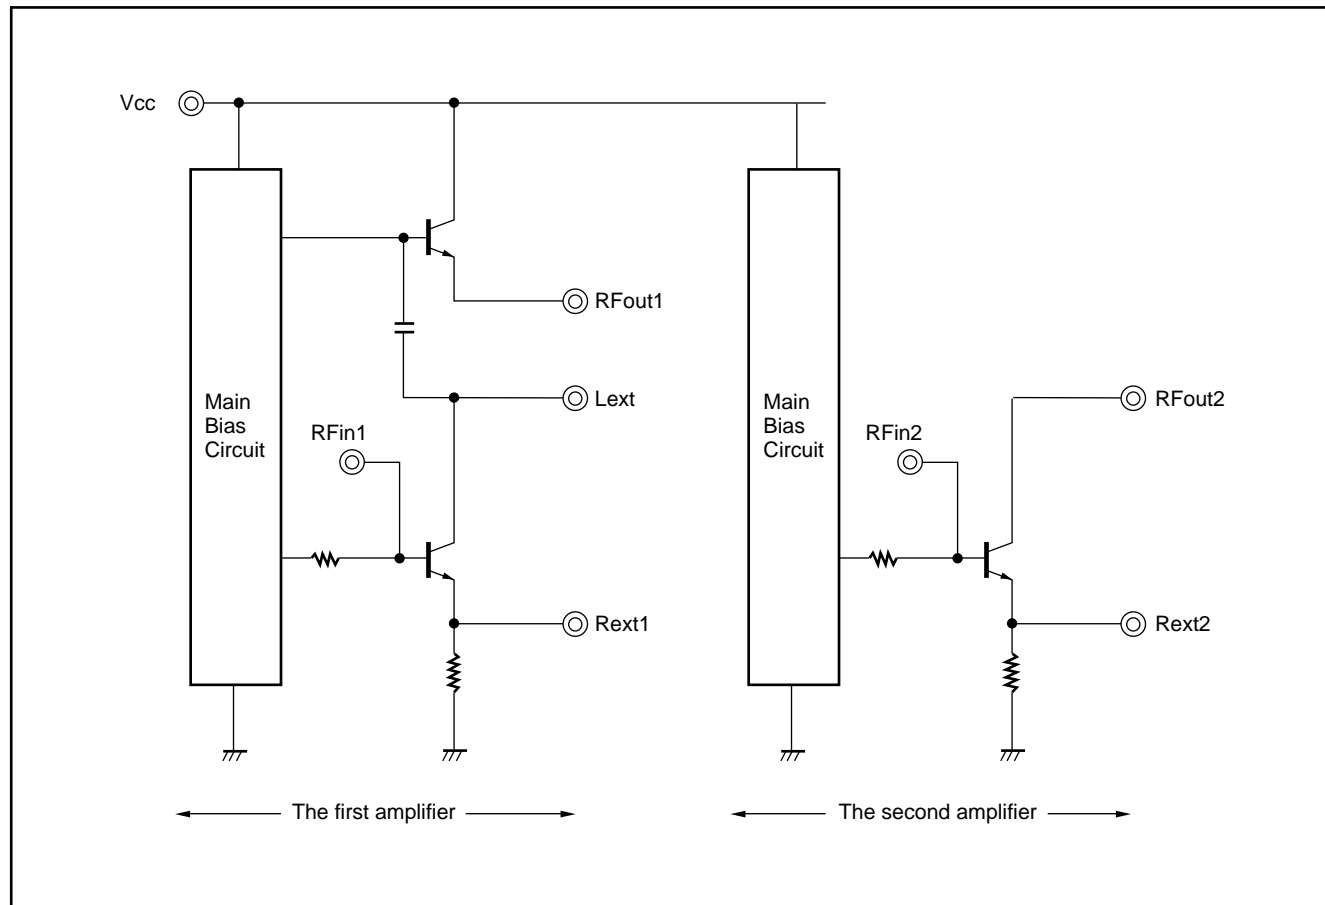 Vcc
RFout1
Main
Bias
Circuit
Lext
RFin1
Rext1
The first amplifier
Main
Bias
Circuit
RFout2
RFin2
Rext2
The second amplifier